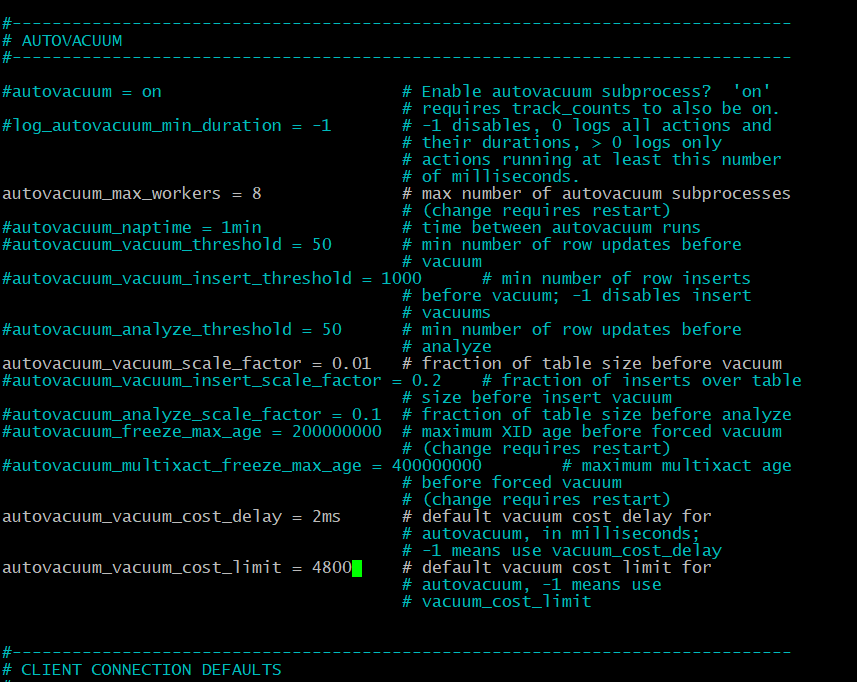 #------------------------------------------------------------------------------
# AUTOVACUUM
#------------------------------------------------------------------------------
#autovacuum = on                        # Enable autovacuum subprocess?  'on'
                                        # requires track_counts to also be on.
#log_autovacuum_min_duration = -1       # -1 disables, 0 logs all actions and
                                        # their durations, > 0 logs only
                                        # actions running at least this number
                                        # of milliseconds.
autovacuum_max_workers = 8              # max number of autovacuum subprocesses
                                        # (change requires restart)
#autovacuum_naptime = 1min              # time between autovacuum runs
#autovacuum_vacuum_threshold = 50       # min number of row updates before
                                        # vacuum
#autovacuum_vacuum_insert_threshold = 1000      # min number of row inserts
                                        # before vacuum; -1 disables insert
                                        # vacuums
#autovacuum_analyze_threshold = 50      # min number of row updates before
                                        # analyze
autovacuum_vacuum_scale_factor = 0.01   # fraction of table size before vacuum
#autovacuum_vacuum_insert_scale_factor = 0.2    # fraction of inserts over table
                                        # size before insert vacuum
#autovacuum_analyze_scale_factor = 0.1  # fraction of table size before analyze
#autovacuum_freeze_max_age = 200000000  # maximum XID age before forced vacuum
                                        # (change requires restart)
#autovacuum_multixact_freeze_max_age = 400000000        # maximum multixact age
                                        # before forced vacuum
                                        # (change requires restart)
autovacuum_vacuum_cost_delay = 2ms      # default vacuum cost delay for
                                        # autovacuum, in milliseconds;
                                        # -1 means use vacuum_cost_delay
autovacuum_vacuum_cost_limit = 4800     # default vacuum cost limit for
                                        # autovacuum, -1 means use
                                        # vacuum_cost_limit
#------------------------------------------------------------------------------
# CLIENT CONNECTION DEFAULTS